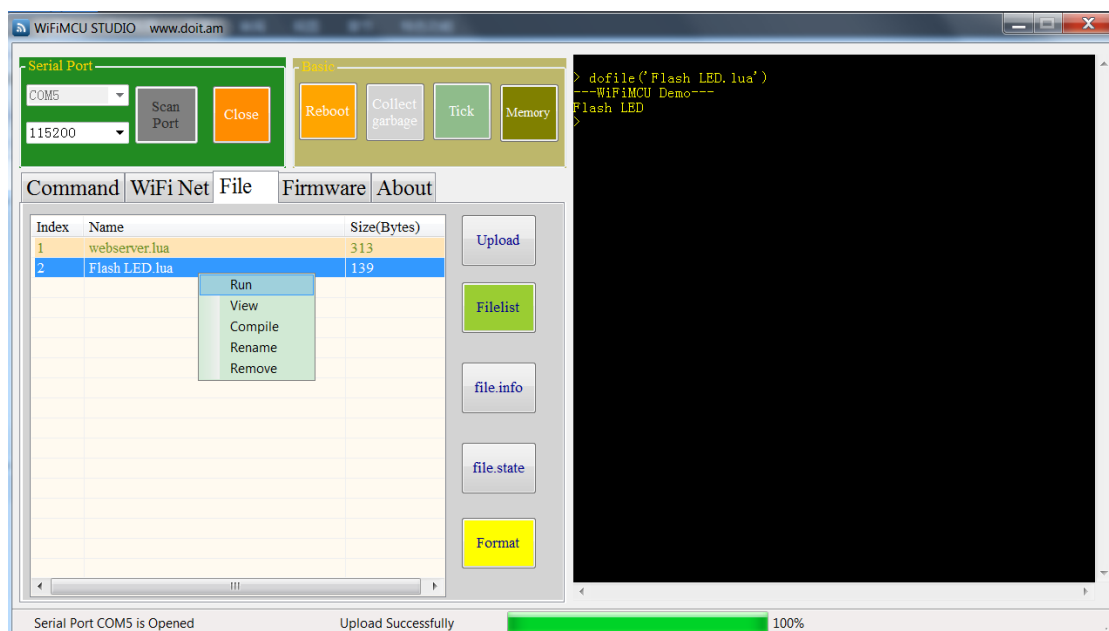 WiFiMCU STUDIO www.doit.am
Serial Port
COM5
115200
Scan
Port
Close
Basic
Reboot
Collect
garbage
Tick
Memory
Command WiFi Net File Firmware About
Index Name Size(Bytes)
1 webserver.lua 313
2 Flash LED.lua 139
Run
View
Compile
Rename
Remove
Upload
Filelist
file.info
file.state
Format
> dofile('Flash LED.lua')
---WiFiMCU Demo---
Flash LED
>
Serial Port COM5 is Opened Upload Successfully 100%